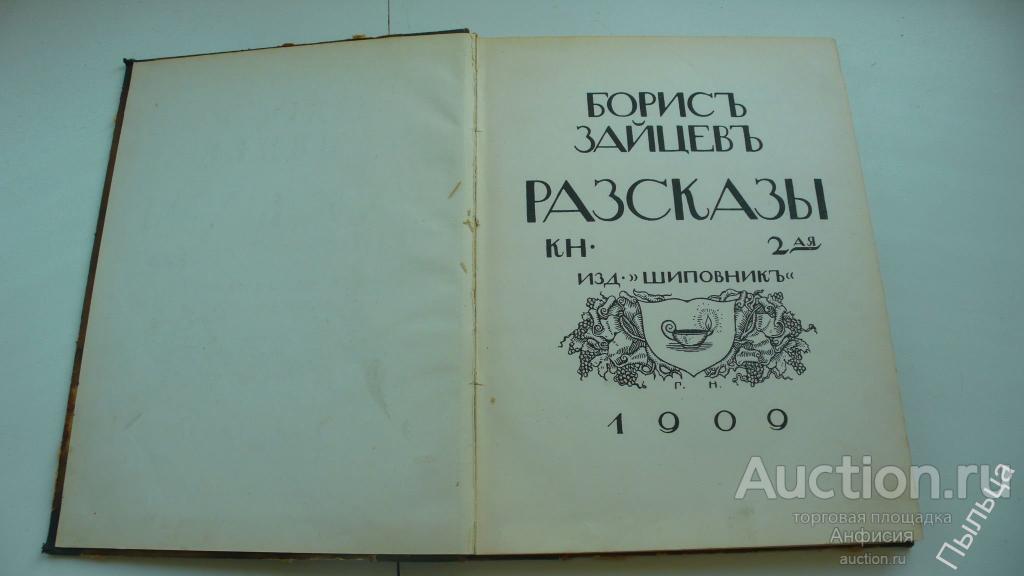 БОРИСЪ
ЗАЙЦЕВЪ
РАЗСКАЗЫ
КН. 2АЯ
ИЗД. »ШИПОВНИКЪ«
Г. Н.
1909
Auction.ru
торговая площадка
Анфисия
auction.ru
Пыльца